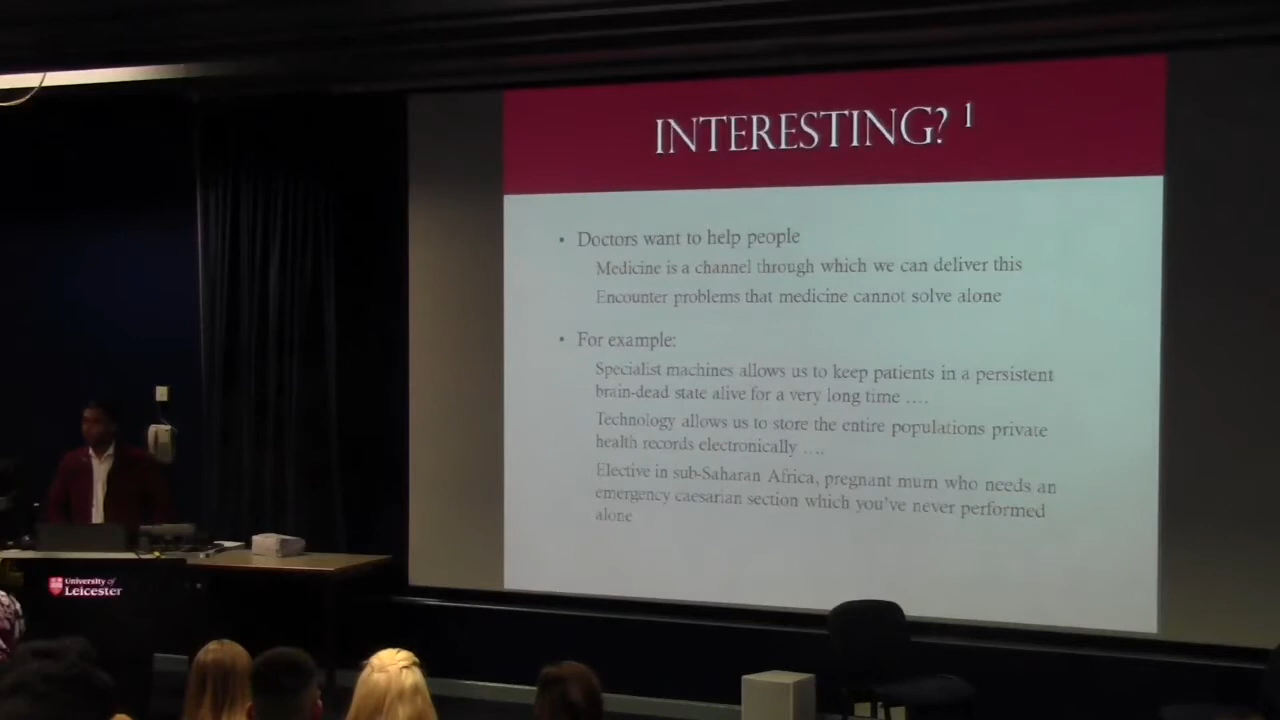 INTERESTING? 1
• Doctors want to help people
Medicine is a channel through which we can deliver this
Encounter problems that medicine cannot solve alone
• For example:
Specialist machines allows us to keep patients in a persistent
brain-dead state alive for a very long time ....
Technology allows us to store the entire populations private
health records electronically ....
Elective in sub-Saharan Africa, pregnant mum who needs an
emergency caesarian section which you've never performed
alone
University of
Leicester